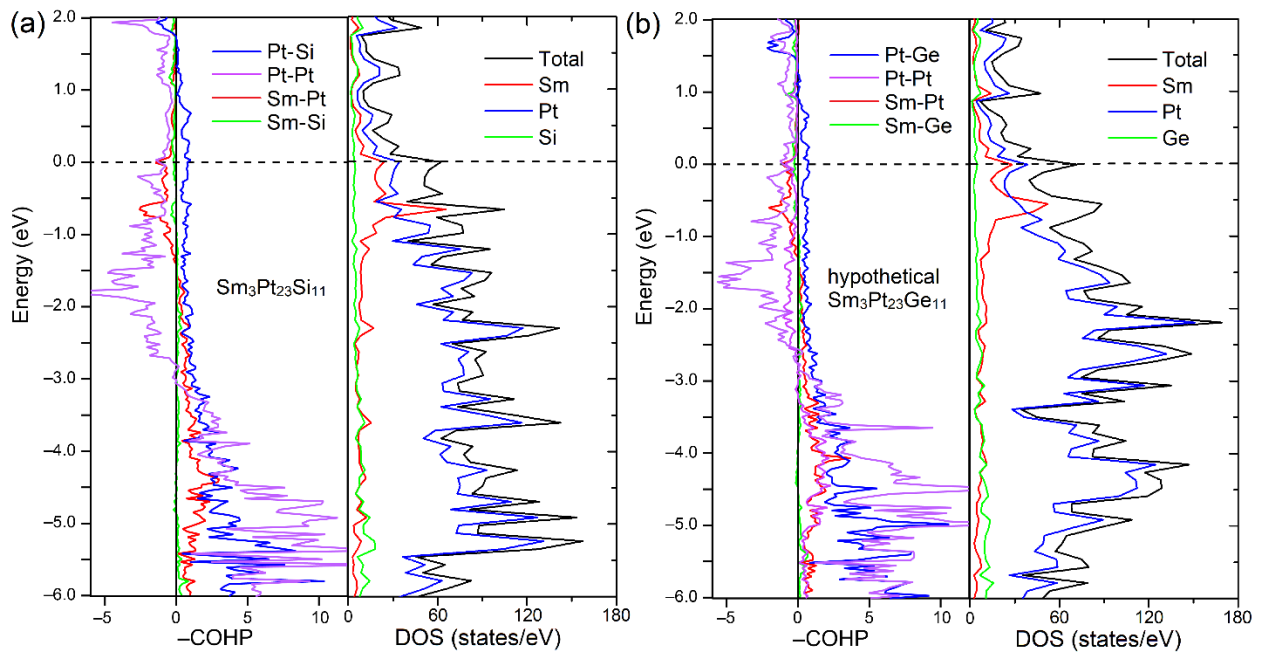 (a)
2.0
1.0
0.0
–1.0
–2.0
–3.0
–4.0
–5.0
–6.0
Energy (eV)
Pt-Si
Pt-Pt
Sm-Pt
Sm-Si
Sm₃Pt₂₃Si₁₁
–5 0 5 10
–COHP
Total
Sm
Pt
Si
0 60 120 180
DOS (states/eV)
(b)
2.0
1.0
0.0
–1.0
–2.0
–3.0
–4.0
–5.0
–6.0
Energy (eV)
Pt-Ge
Pt-Pt
Sm-Pt
Sm-Ge
hypothetical
Sm₃Pt₂₃Ge₁₁
–5 0 5 10
–COHP
Total
Sm
Pt
Ge
0 60 120 180
DOS (states/eV)